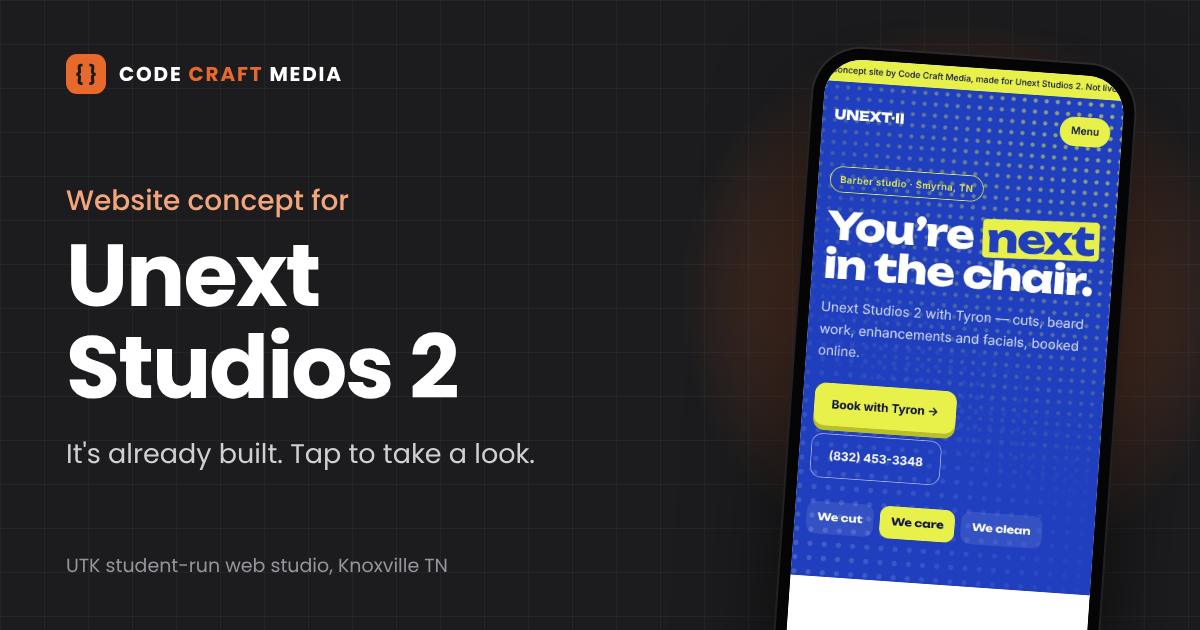 { } CODE CRAFT MEDIA
Website concept for
Unext
Studios 2
It's already built. Tap to take a look.
UTK student-run web studio, Knoxville TN
concept site by Code Craft Media, made for Unext Studios 2. Not live
UNEXT·II
Menu
Barber studio · Smyrna, TN
You’re next
in the chair.
Unext Studios 2 with Tyron — cuts, beard
work, enhancements and facials, booked
online.
Book with Tyron →
(832) 453-3348
We cut
We care
We clean